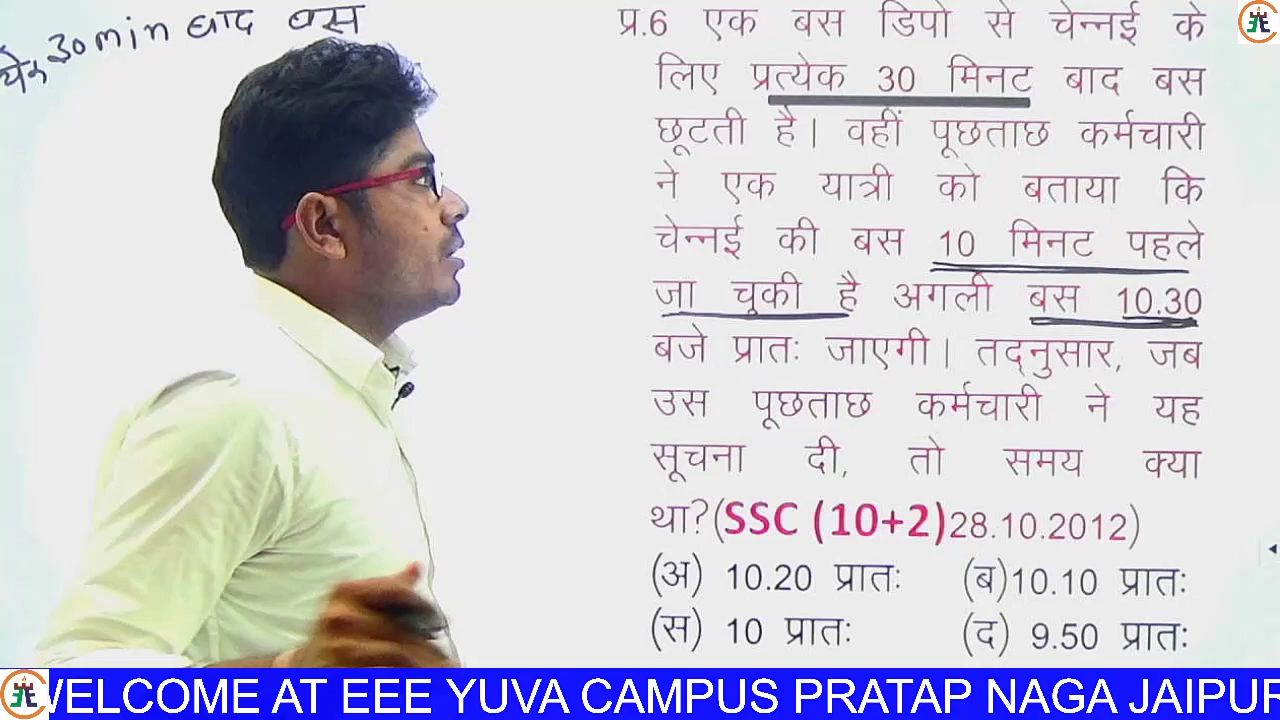 30 min बाद बस
प्र.6 एक बस डिपो से चेन्नई के
लिए प्रत्येक 30 मिनट बाद बस
छूटती है। वहीं पूछताछ कर्मचारी
ने एक यात्री को बताया कि
चेन्नई की बस 10 मिनट पहले
जा चुकी है अगली बस 10.30
बजे प्रातः जाएगी। तद्नुसार, जब
उस पूछताछ कर्मचारी ने यह
सूचना दी, तो समय क्या
था?(SSC (10+2)28.10.2012)
(अ) 10.20 प्रातः (ब)10.10 प्रातः
(स) 10 प्रातः (द) 9.50 प्रातः
WELCOME AT EEE YUVA CAMPUS PRATAP NAGA JAIPUR